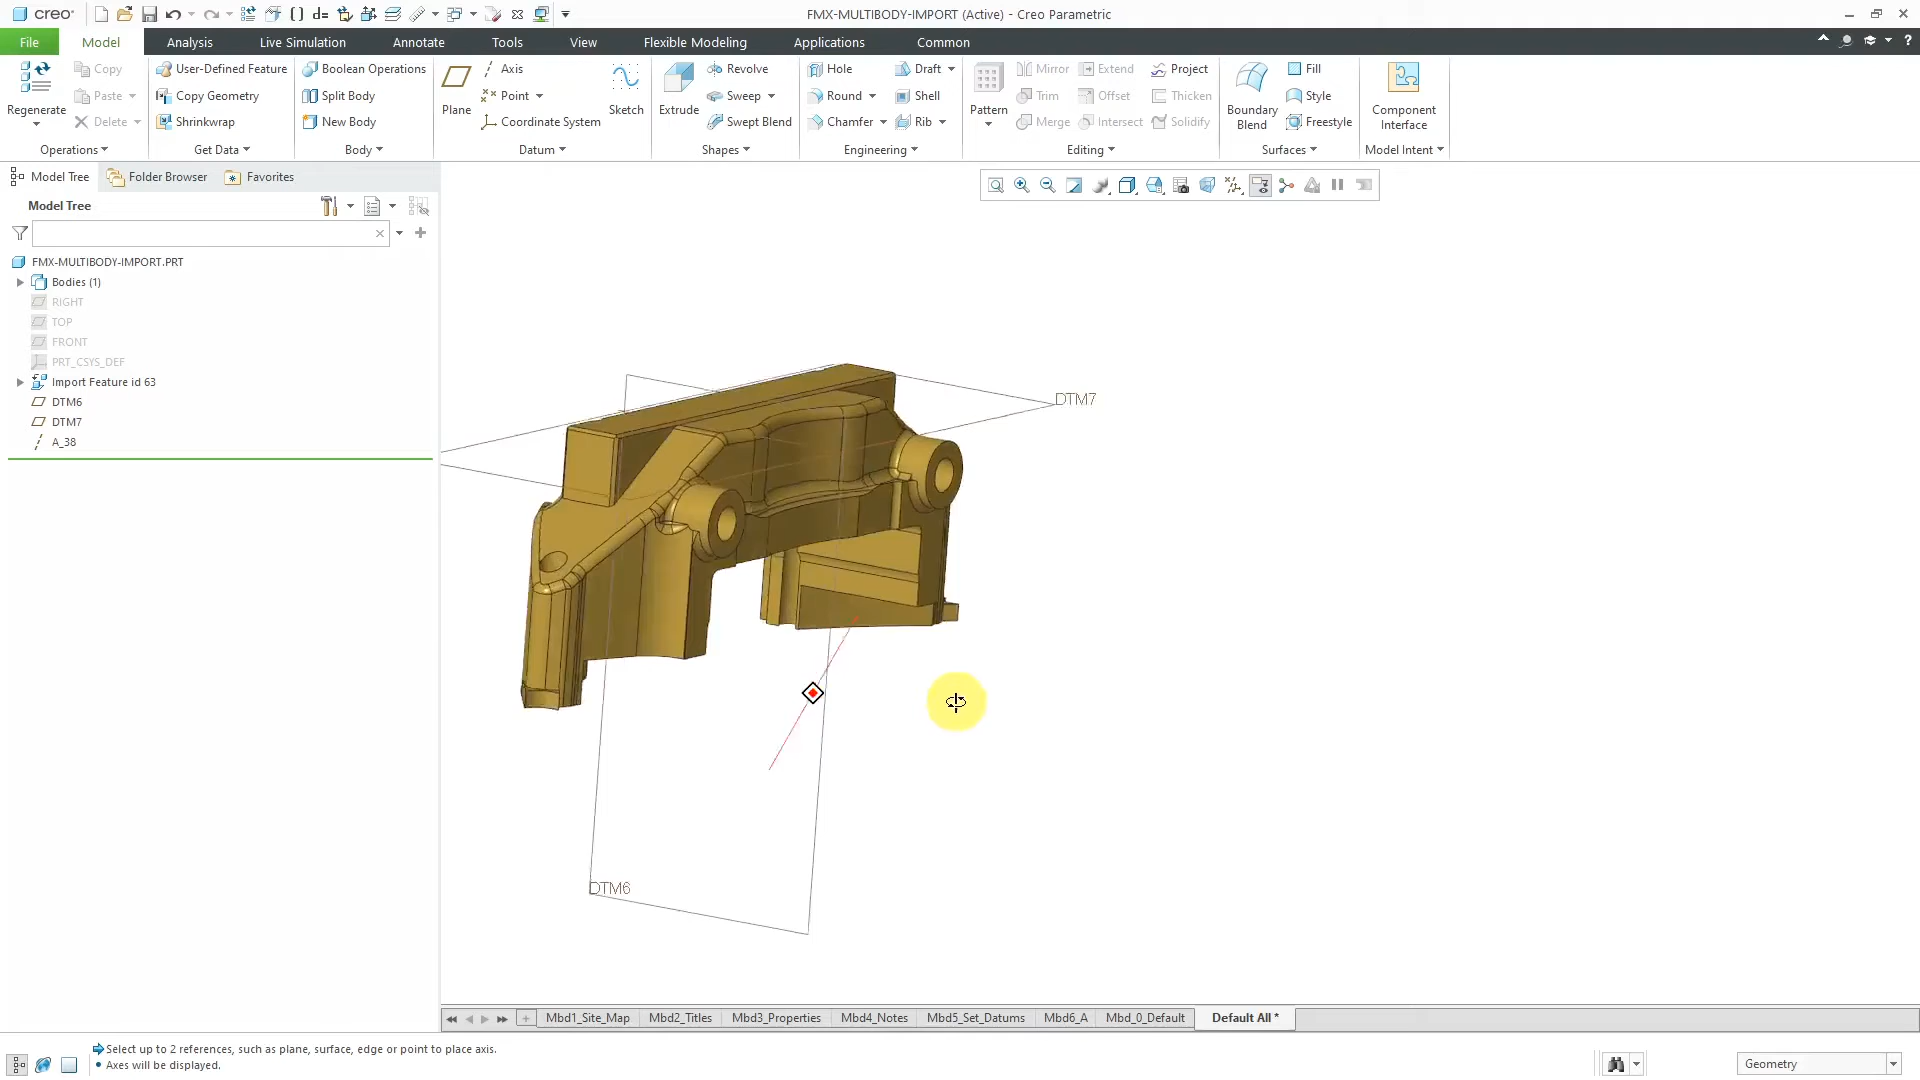 creo
FMX-MULTIBODY-IMPORT (Active) - Creo Parametric
File
Model
Analysis
Live Simulation
Annotate
Tools
View
Flexible Modeling
Applications
Common
Regenerate
Copy
Paste
Delete
Operations
User-Defined Feature
Copy Geometry
Shrinkwrap
Get Data
Boolean Operations
Split Body
New Body
Body
Plane
Axis
Point
Coordinate System
Sketch
Datum
Extrude
Revolve
Sweep
Swept Blend
Shapes
Hole
Round
Chamfer
Draft
Shell
Rib
Engineering
Pattern
Mirror
Trim
Merge
Extend
Offset
Intersect
Project
Thicken
Solidify
Editing
Boundary
Blend
Fill
Style
Freestyle
Surfaces
Component
Interface
Model Intent
Model Tree
Folder Browser
Favorites
Model Tree
FMX-MULTIBODY-IMPORT.PRT
Bodies (1)
RIGHT
TOP
FRONT
PRT_CSYS_DEF
Import Feature id 63
DTM6
DTM7
A_38
DTM7
DTM6
Mbd1_Site_Map
Mbd2_Titles
Mbd3_Properties
Mbd4_Notes
Mbd5_Set_Datums
Mbd6_A
Mbd_0_Default
Default All *
Select up to 2 references, such as plane, surface, edge or point to place axis.
• Axes will be displayed.
Geometry